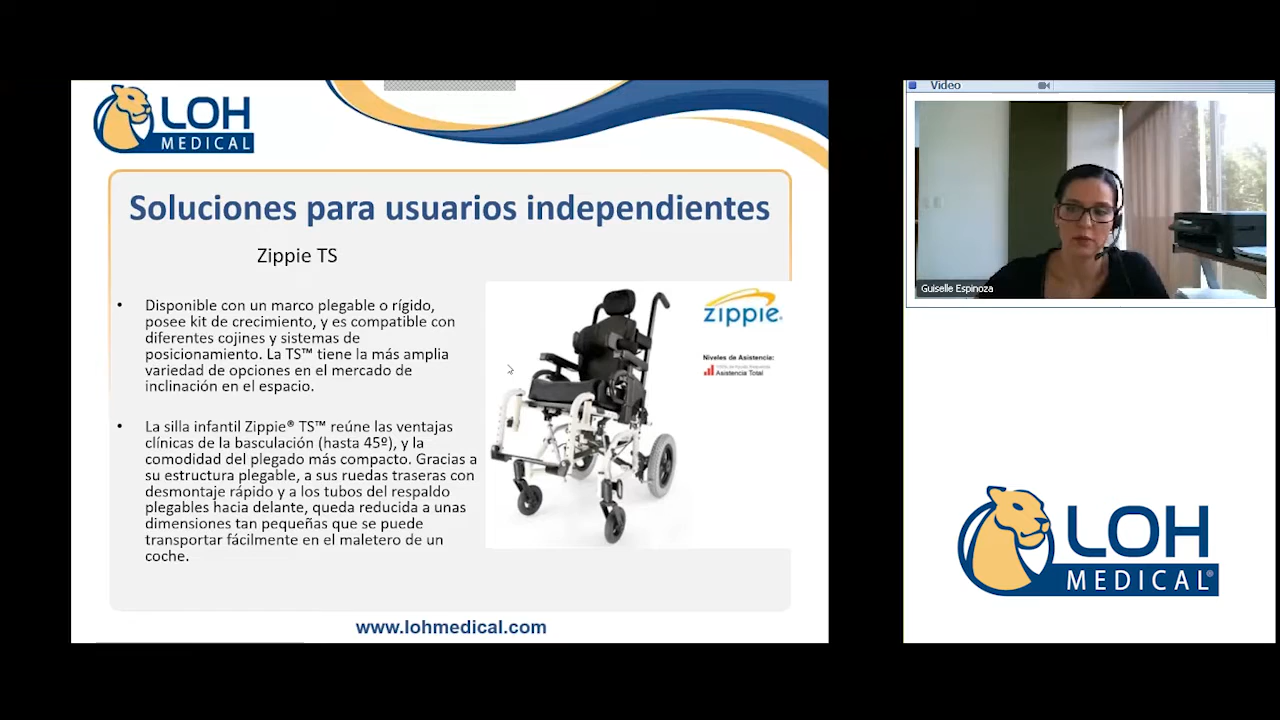 LOH
MEDICAL
Soluciones para usuarios independientes
Zippie TS
• Disponible con un marco plegable o rígido,
posee kit de crecimiento, y es compatible con
diferentes cojines y sistemas de
posicionamiento. La TS™ tiene la más amplia
variedad de opciones en el mercado de
inclinación en el espacio.
• La silla infantil Zippie® TS™ reúne las ventajas
clínicas de la basculación (hasta 45º), y la
comodidad del plegado más compacto. Gracias a
su estructura plegable, a sus ruedas traseras con
desmontaje rápido y a los tubos del respaldo
plegables hacia delante, queda reducida a unas
dimensiones tan pequeñas que se puede
transportar fácilmente en el maletero de un
coche.
zippie
Niveles de Asistencia:
Asistencia Total
www.lohmedical.com
Video
Guiselle Espinoza
LOH
MEDICAL®